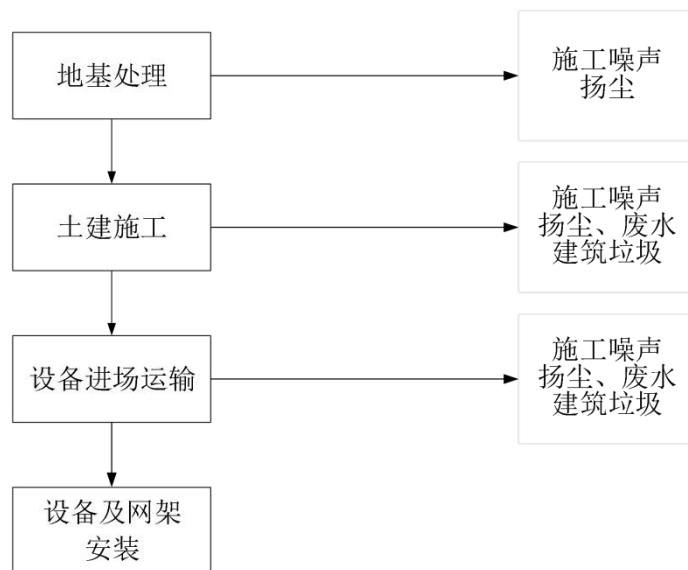 地基处理
施工噪声
扬尘
土建施工
施工噪声
扬尘、废水
建筑垃圾
设备进场运输
施工噪声
扬尘、废水
建筑垃圾
设备及网架
安装